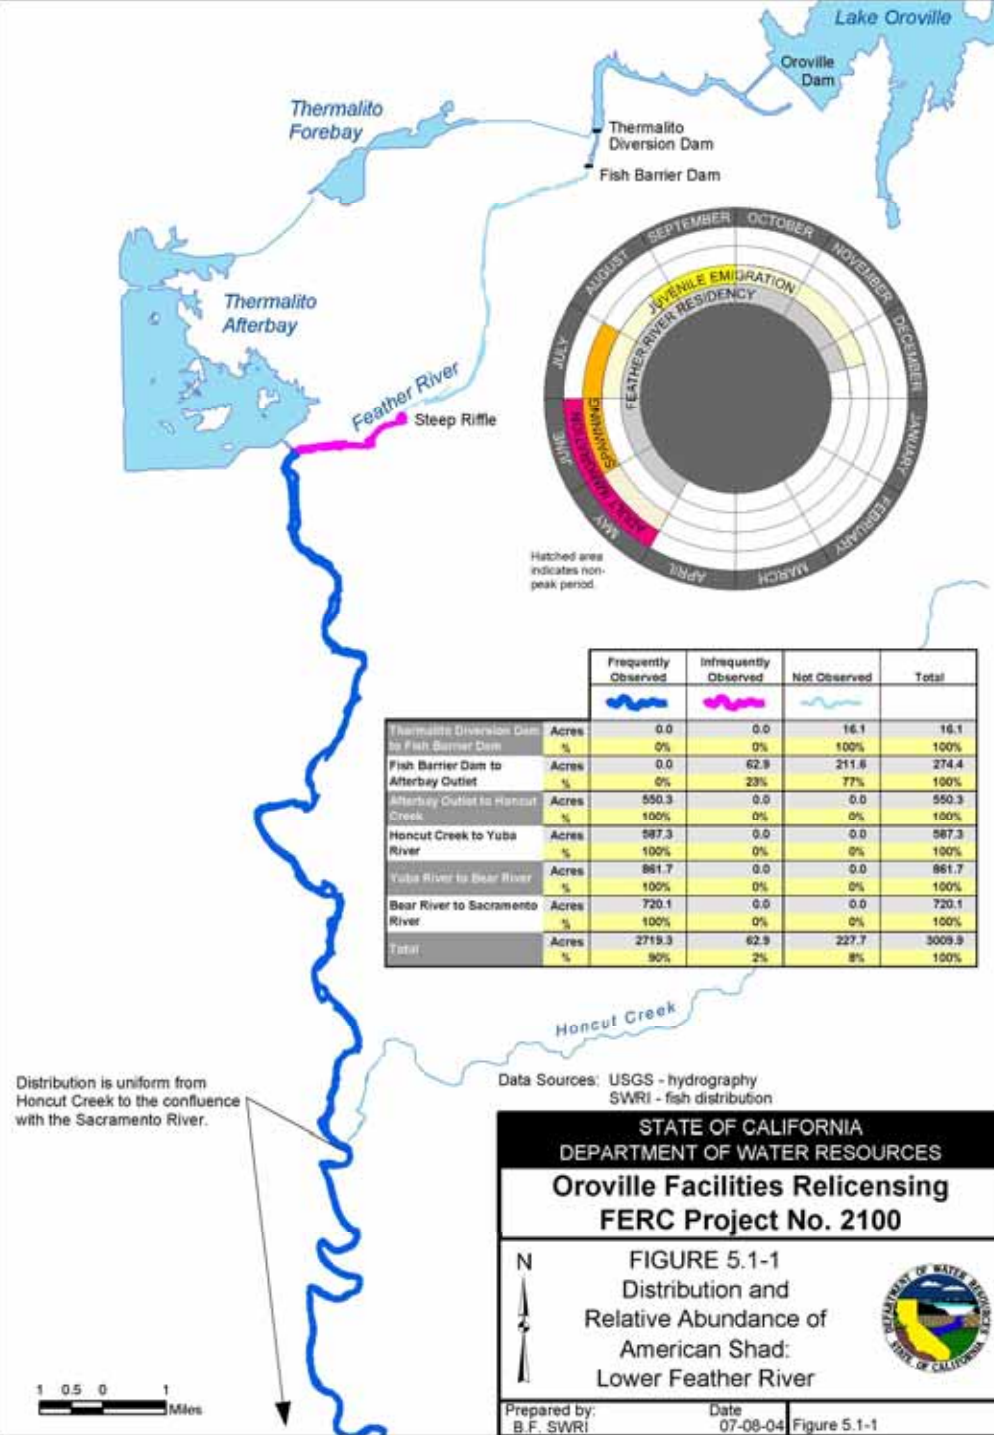 Lake Oroville
Oroville
Dam
Thermalito
Forebay
Thermalito
Diversion Dam
Fish Barrier Dam
Thermalito
Afterbay
Feather River
Steep Riffle
SEPTEMBER
OCTOBER
NOVEMBER
DECEMBER
JANUARY
FEBRUARY
MARCH
APRIL
MAY
JUNE
JULY
AUGUST
JUVENILE EMIGRATION
FEATHER RIVER RESIDENCY
SPAWNING
ADULT IMMIGRATION
Hatched area
indicates non-
peak period.
Frequently Observed Infrequently Observed Not Observed Total
Thermalito Diversion Dam to Fish Barrier Dam Acres 0.0 0.0 16.1 16.1
% 0% 0% 100% 100%
Fish Barrier Dam to Afterbay Outlet Acres 0.0 62.9 211.6 274.4
% 0% 23% 77% 100%
Afterbay Outlet to Honcut Creek Acres 550.3 0.0 0.0 550.3
% 100% 0% 0% 100%
Honcut Creek to Yuba River Acres 587.3 0.0 0.0 587.3
% 100% 0% 0% 100%
Yuba River to Bear River Acres 861.7 0.0 0.0 861.7
% 100% 0% 0% 100%
Bear River to Sacramento River Acres 720.1 0.0 0.0 720.1
% 100% 0% 0% 100%
Total Acres 2719.3 62.9 227.7 3009.9
% 90% 2% 8% 100%
Honcut Creek
Distribution is uniform from
Honcut Creek to the confluence
with the Sacramento River.
Data Sources: USGS - hydrography
SWRI - fish distribution
STATE OF CALIFORNIA
DEPARTMENT OF WATER RESOURCES
Oroville Facilities Relicensing
FERC Project No. 2100
N
FIGURE 5.1-1
Distribution and
Relative Abundance of
American Shad:
Lower Feather River
DEPARTMENT OF WATER RESOURCES
STATE OF CALIFORNIA
1 0.5 0 1
Miles
Prepared by:
B.F. SWRI
Date
07-08-04
Figure 5.1-1